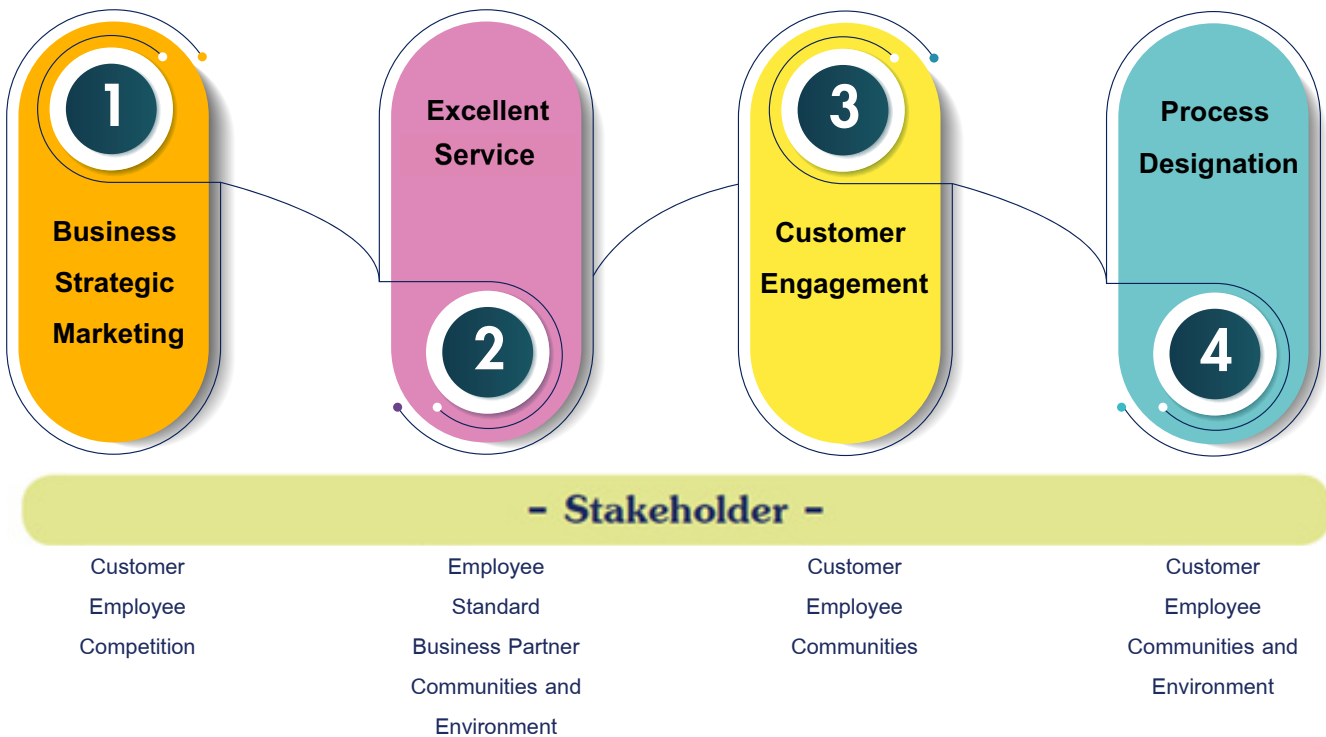 1
Business
Strategic
Marketing
Excellent
Service
2
3
Customer
Engagement
Process
Designation
4
- Stakeholder -
Customer
Employee
Competition
Employee
Standard
Business Partner
Communities and
Environment
Customer
Employee
Communities
Customer
Employee
Communities and
Environment